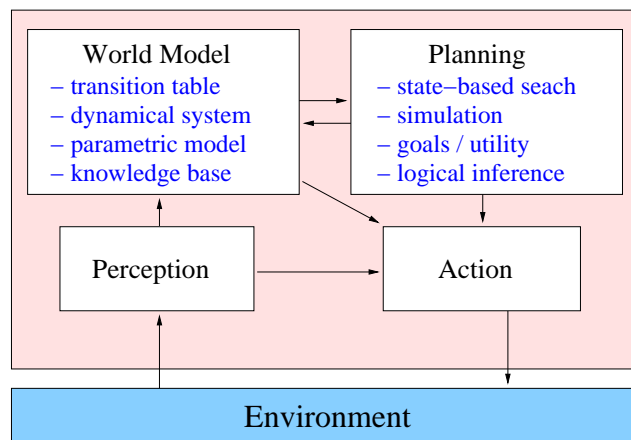 World Model
– transition table
– dynamical system
– parametric model
– knowledge base
Planning
– state–based seach
– simulation
– goals / utility
– logical inference
Perception
Action
Environment